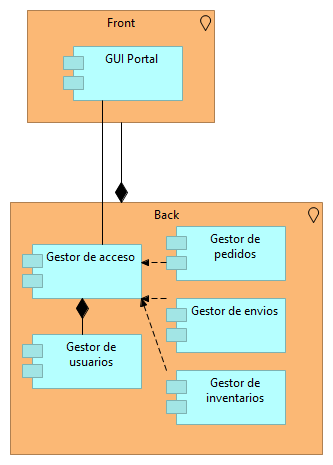 Front
GUI Portal
Back
Gestor de acceso
Gestor de
pedidos
Gestor de envios
Gestor de
usuarios
Gestor de
inventarios